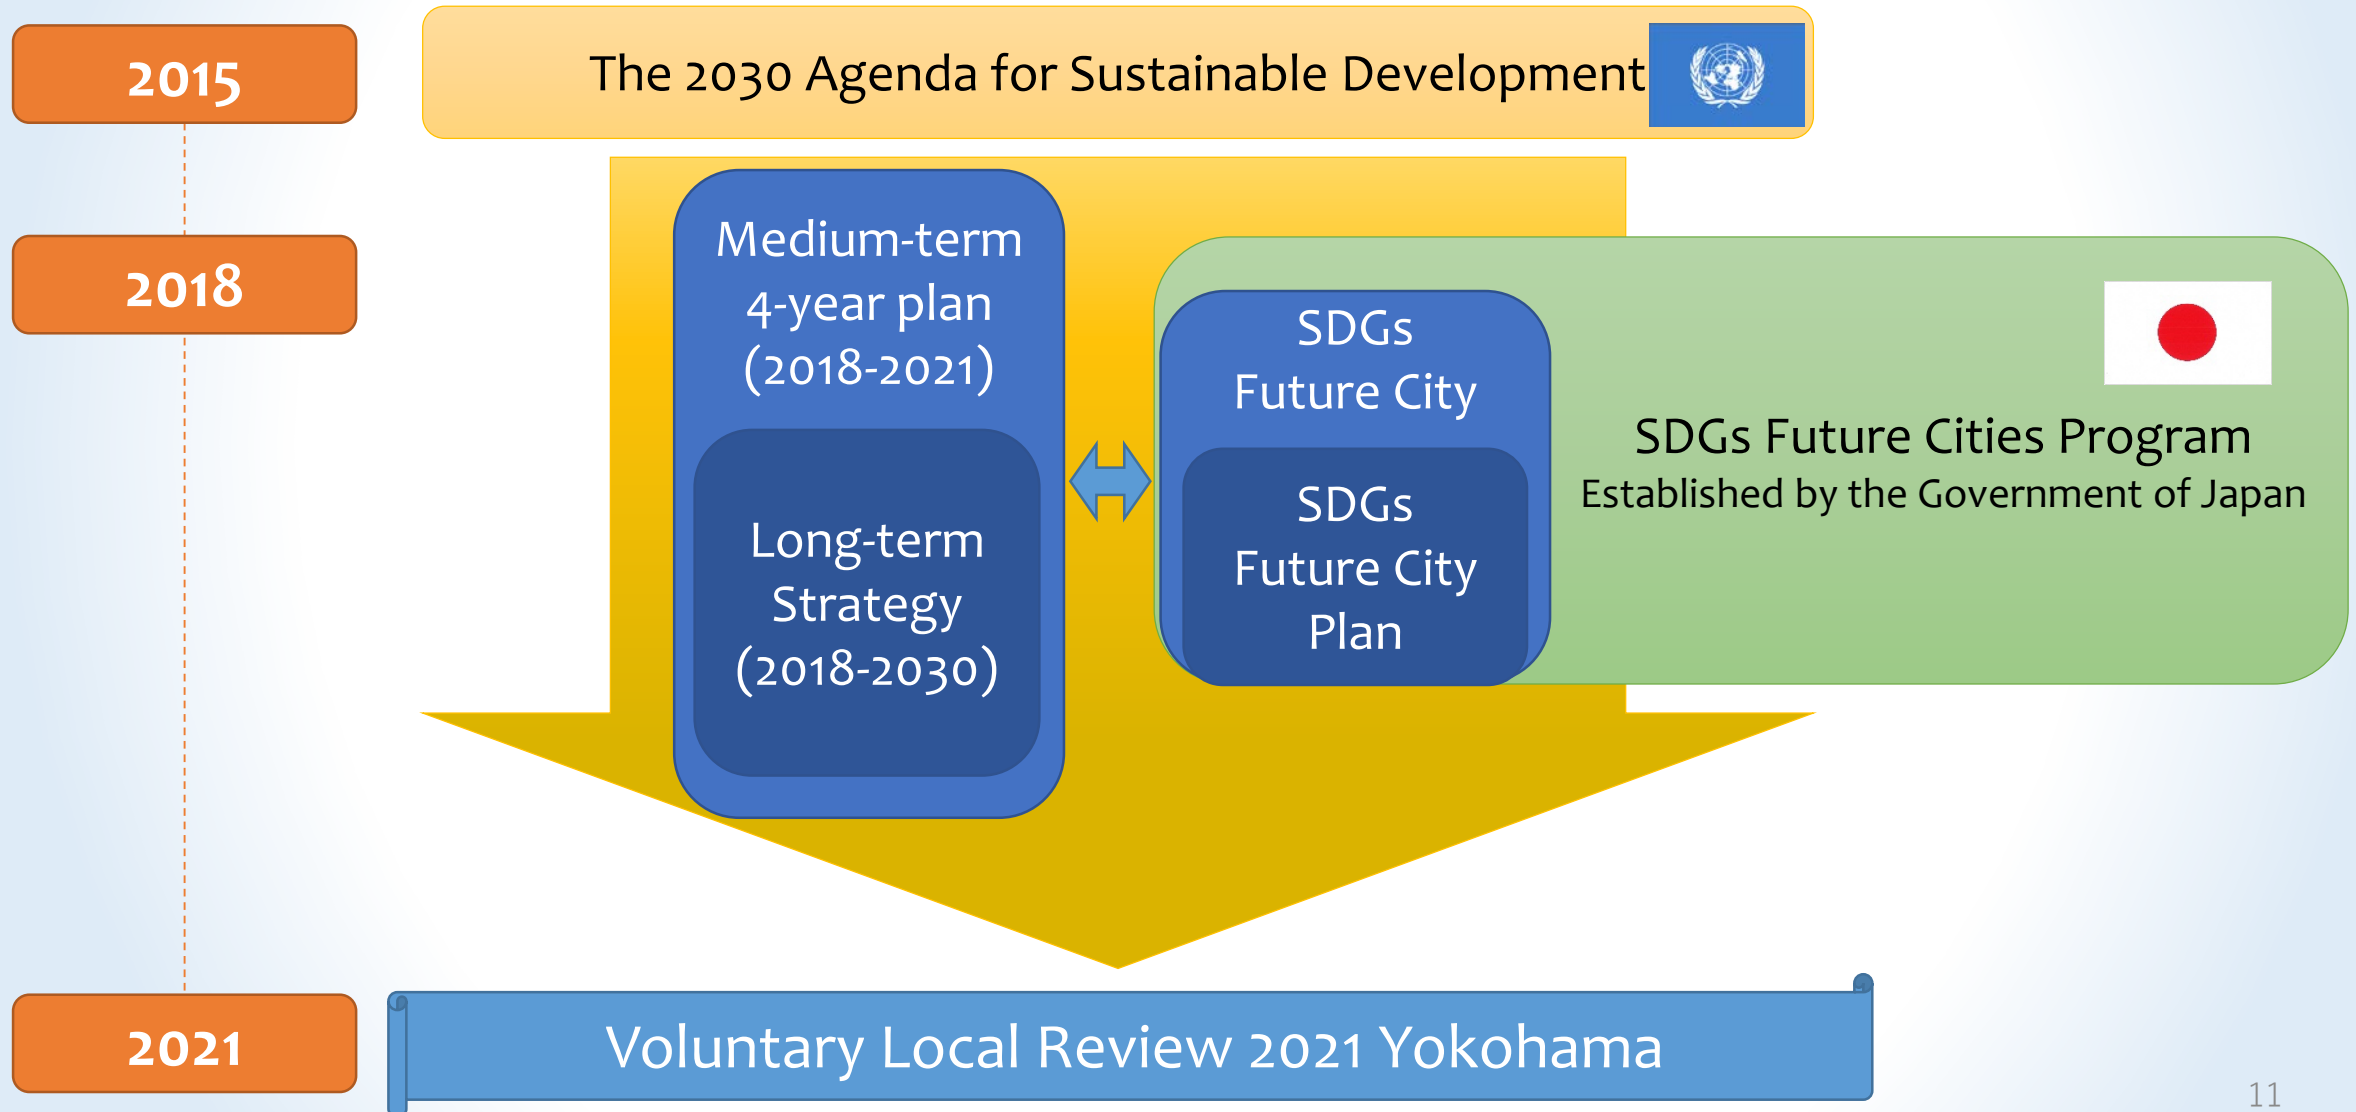 2015
The 2030 Agenda for Sustainable Development
2018
Medium-term
4-year plan
(2018-2021)
Long-term
Strategy
(2018-2030)
SDGs
Future City
SDGs
Future City
Plan
SDGs Future Cities Program
Established by the Government of Japan
2021
Voluntary Local Review 2021 Yokohama
11